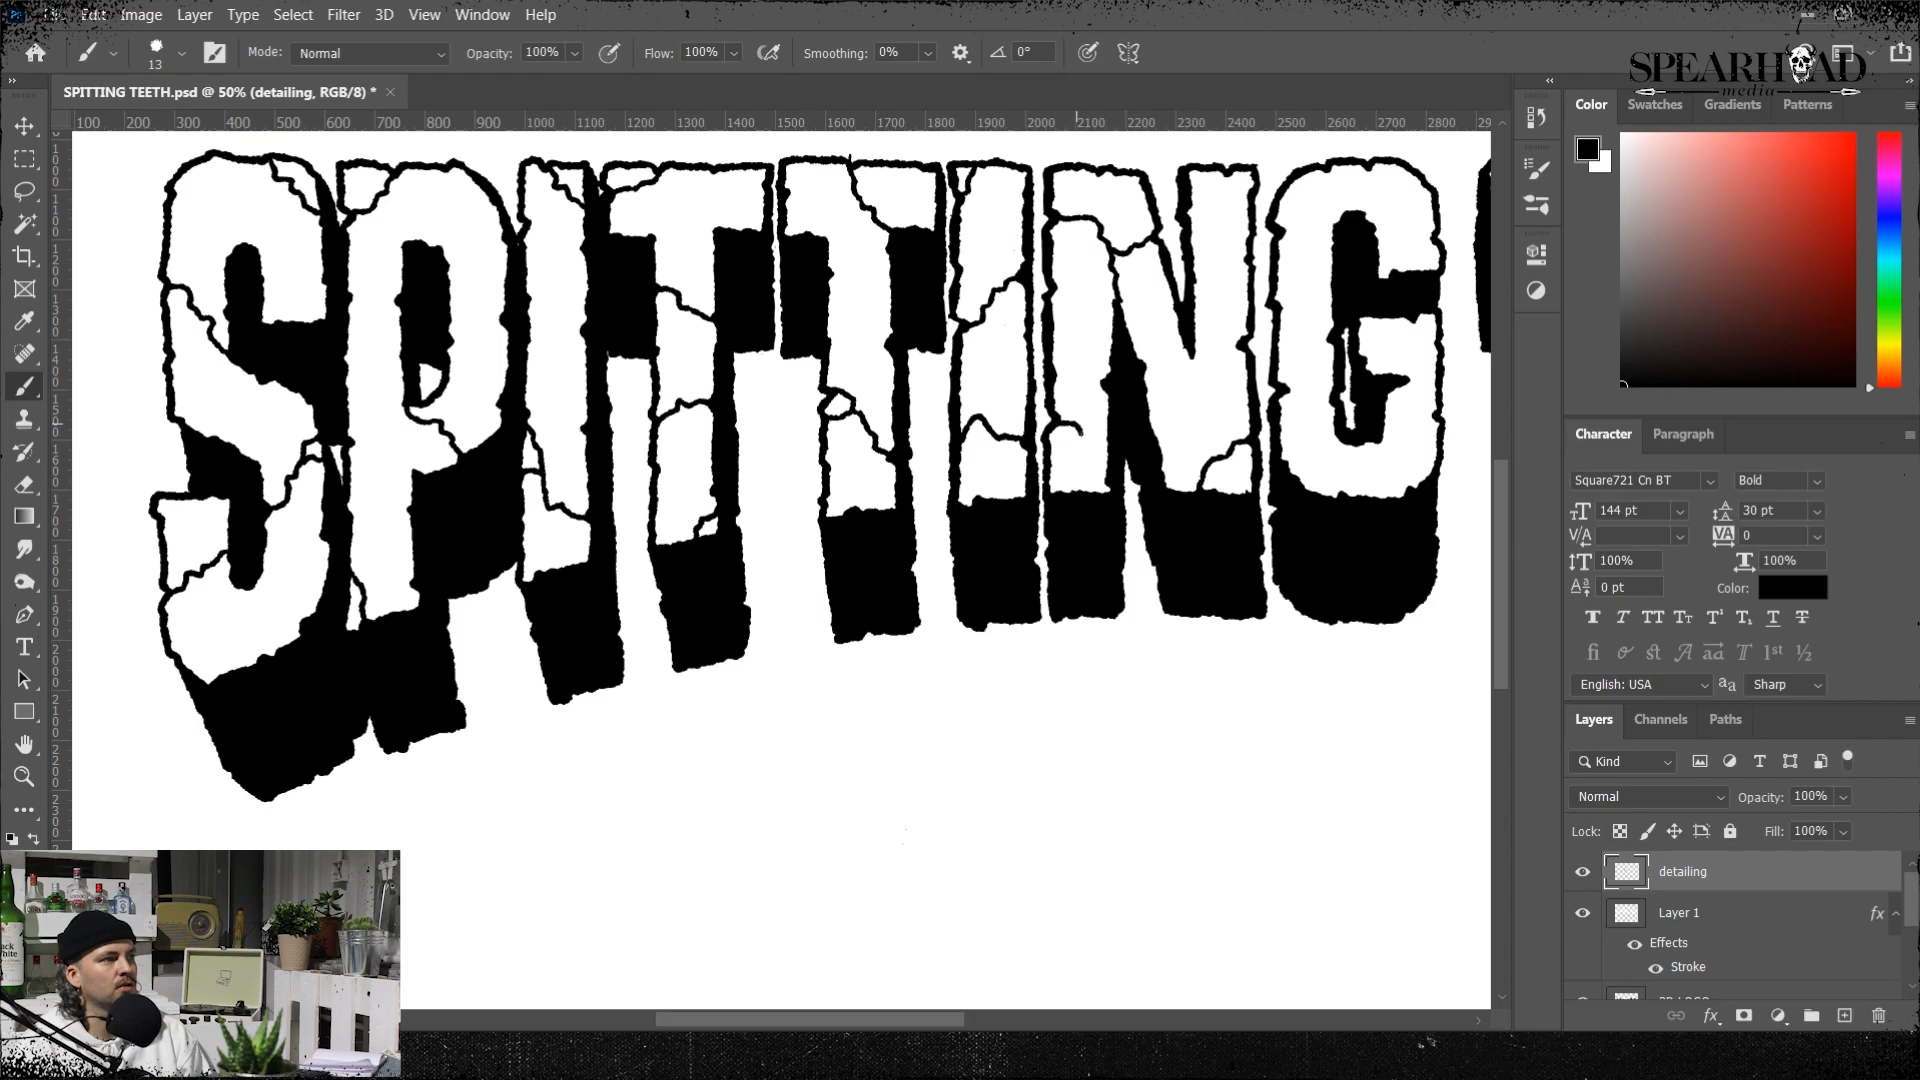 Edit Image Layer Type Select Filter 3D View Window Help
13 Mode: Normal Opacity: 100% Flow: 100% Smoothing: 0% 0°
SPEARHEAD
media
SPITTING TEETH.psd @ 50% (detailing, RGB/8) *
100 200 300 400 500 600 700 800 900 1000 1100 1200 1300 1400 1500 1600 1700 1800 1900 2000 2100 2200 2300 2400 2500 2600 2700 2800
SPITTING
Color Swatches Gradients Patterns
Character Paragraph
Square721 Cn BT Bold
144 pt 30 pt
0
100% 100%
0 pt Color:
English: USA Sharp
Layers Channels Paths
Kind
Normal Opacity: 100%
Lock: Fill: 100%
detailing
Layer 1 fx
Effects
Stroke